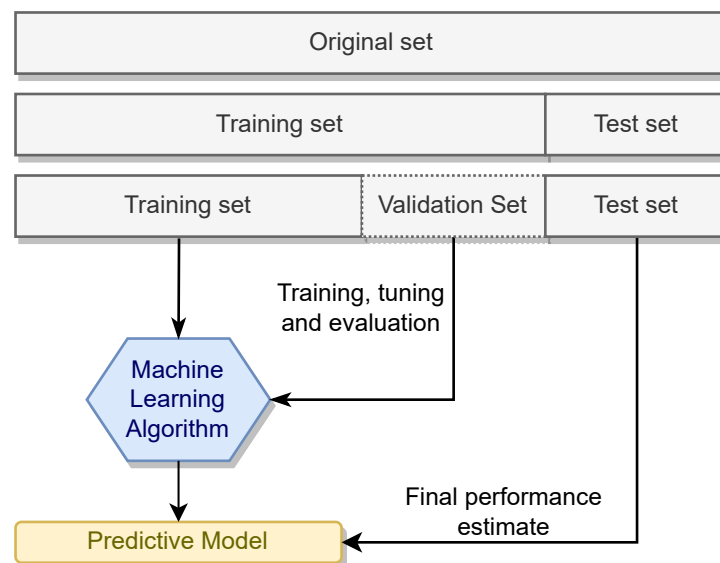 Original set
Training set
Test set
Training set
Validation Set
Test set
Training, tuning
and evaluation
Machine
Learning
Algorithm
Final performance
estimate
Predictive Model